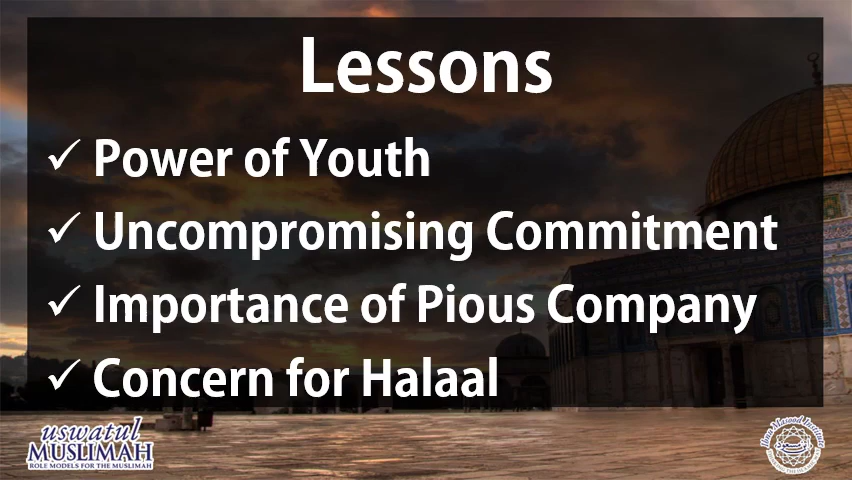 Lessons
✓ Power of Youth
✓ Uncompromising Commitment
✓ Importance of Pious Company
✓ Concern for Halaal
uswatul
MUSLIMAH
ROLE MODELS FOR THE MUSLIMAH